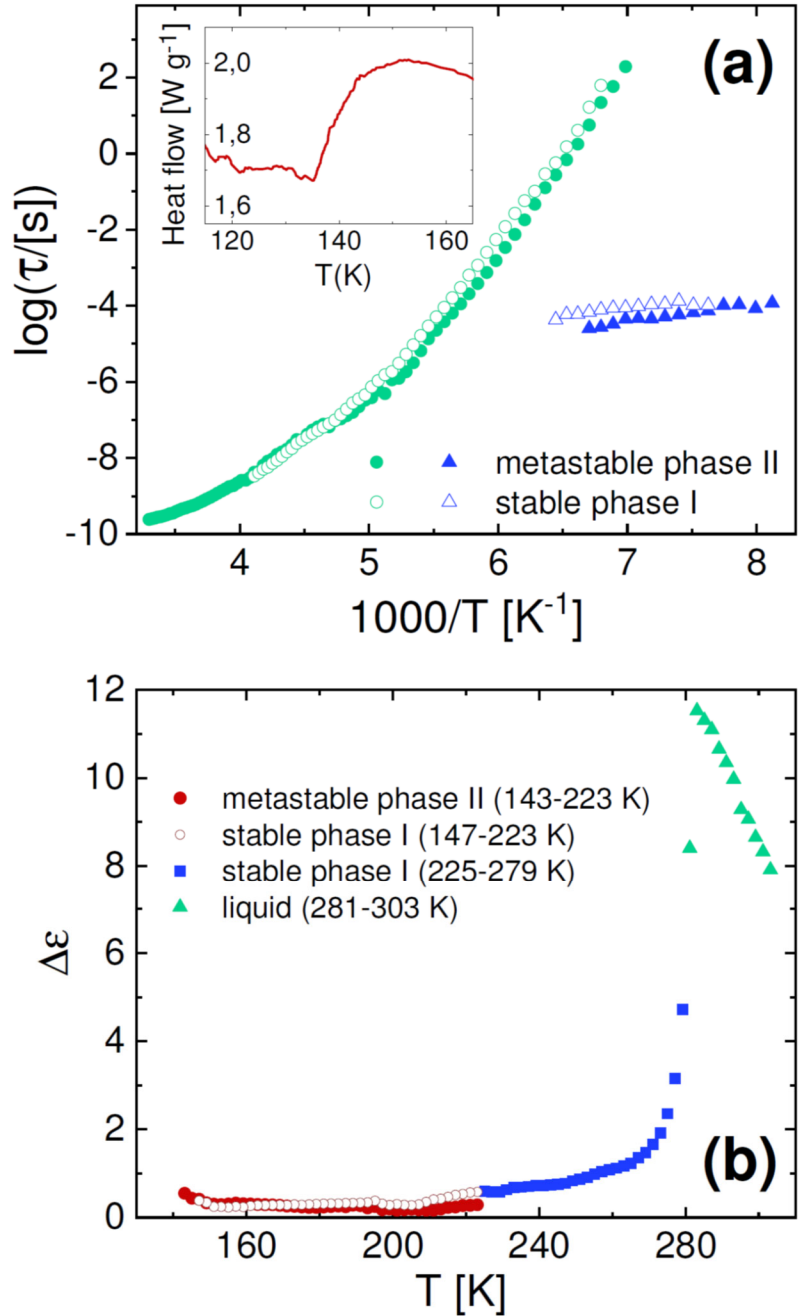 (a)
Heat flow [W g⁻¹]
2,0
1,8
1,6
120
140
160
T(K)
log(τ/[s])
2
0
-2
-4
-6
-8
-10
metastable phase II
stable phase I
4
5
6
7
8
1000/T [K⁻¹]
12
10
8
6
4
2
0
Δε
metastable phase II (143-223 K)
stable phase I (147-223 K)
stable phase I (225-279 K)
liquid (281-303 K)
(b)
160
200
240
280
T [K]